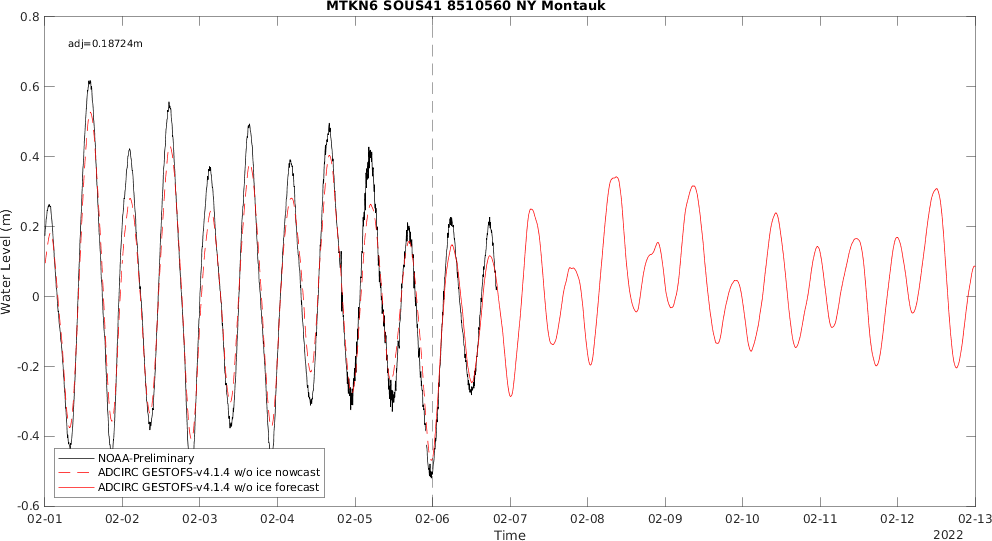 MTKN6 SOUS41 8510560 NY Montauk
adj=0.18724m
Water Level (m)
0.8
0.6
0.4
0.2
0
-0.2
-0.4
-0.6
NOAA-Preliminary
ADCIRC GESTOFS-v4.1.4 w/o ice nowcast
ADCIRC GESTOFS-v4.1.4 w/o ice forecast
02-01 02-02 02-03 02-04 02-05 02-06 02-07 02-08 02-09 02-10 02-11 02-12 02-13
Time
2022